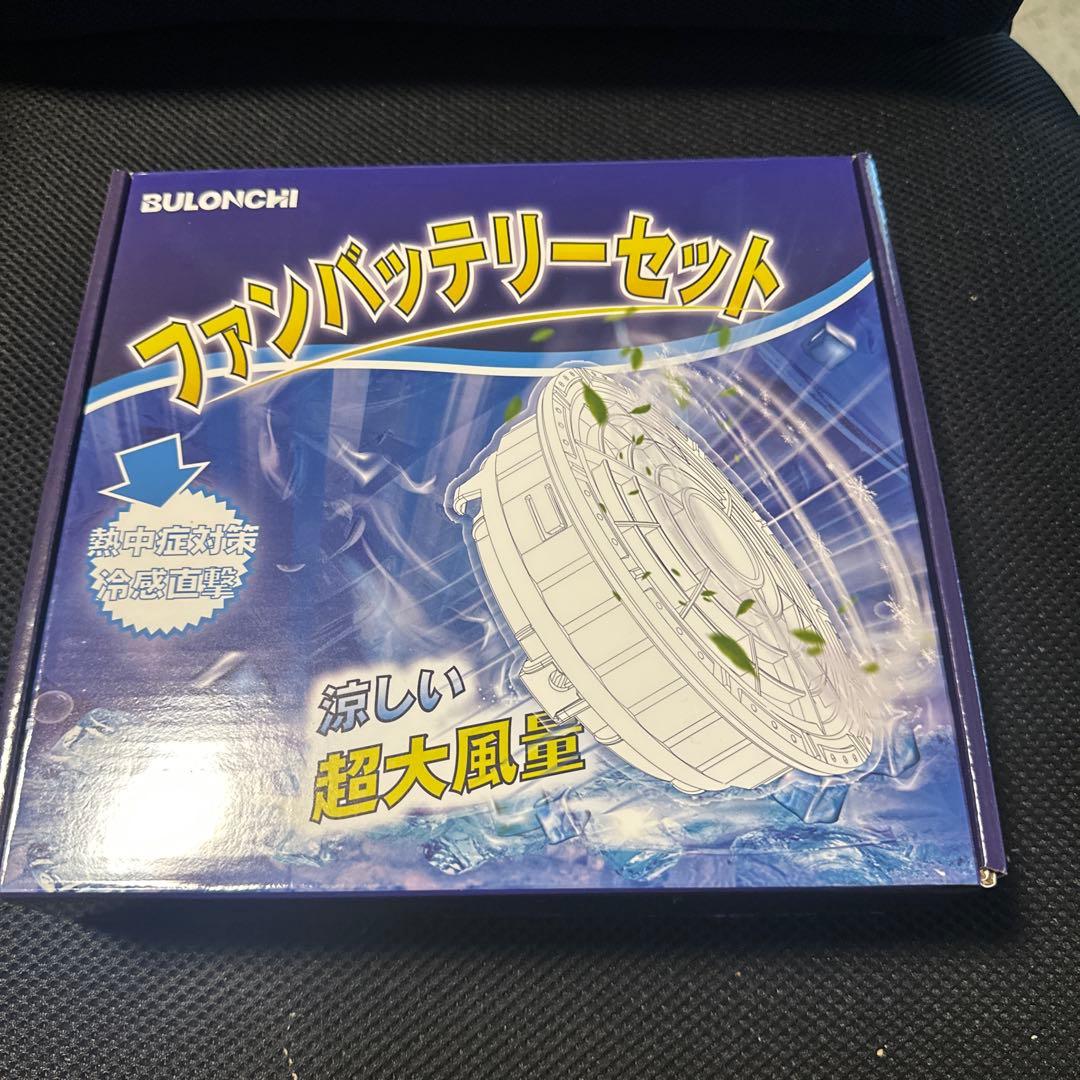 BULONCHI
ファンバッテリーセット
熱中症対策
冷感直撃
涼しい
超大風量